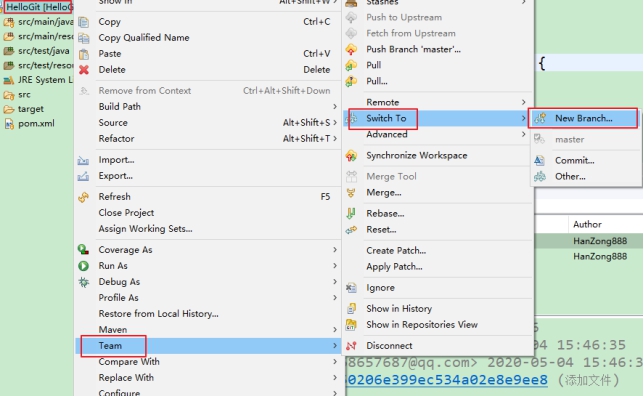 HelloGit [HelloG
src/main/java
src/main/reso
src/test/java
src/test/resou
JRE System L
src
target
pom.xml
Show In Alt+Shift+W >
Copy Ctrl+C
Copy Qualified Name
Paste Ctrl+V
Delete Delete
Remove from Context Ctrl+Alt+Shift+Down
Build Path >
Source Alt+Shift+S >
Refactor Alt+Shift+T >
Import...
Export...
Refresh F5
Close Project
Assign Working Sets...
Coverage As >
Run As >
Debug As >
Profile As >
Restore from Local History...
Maven >
Team >
Compare With >
Replace With >
Configure >
Stashes >
Push to Upstream
Fetch from Upstream
Push Branch 'master'...
Pull
Pull...
Remote >
Switch To >
Advanced >
Synchronize Workspace
Merge Tool
Merge...
Rebase...
Reset...
Create Patch...
Apply Patch...
Ignore
Show in History
Show in Repositories View
Disconnect
New Branch...
master
Commit...
Other...
{
Author
HanZong888
HanZong888
04 15:46:35
8657687@qq.com> 2020-05-04 15:46:3
0206e399ec534a02e8e9ee8 (添加文件)